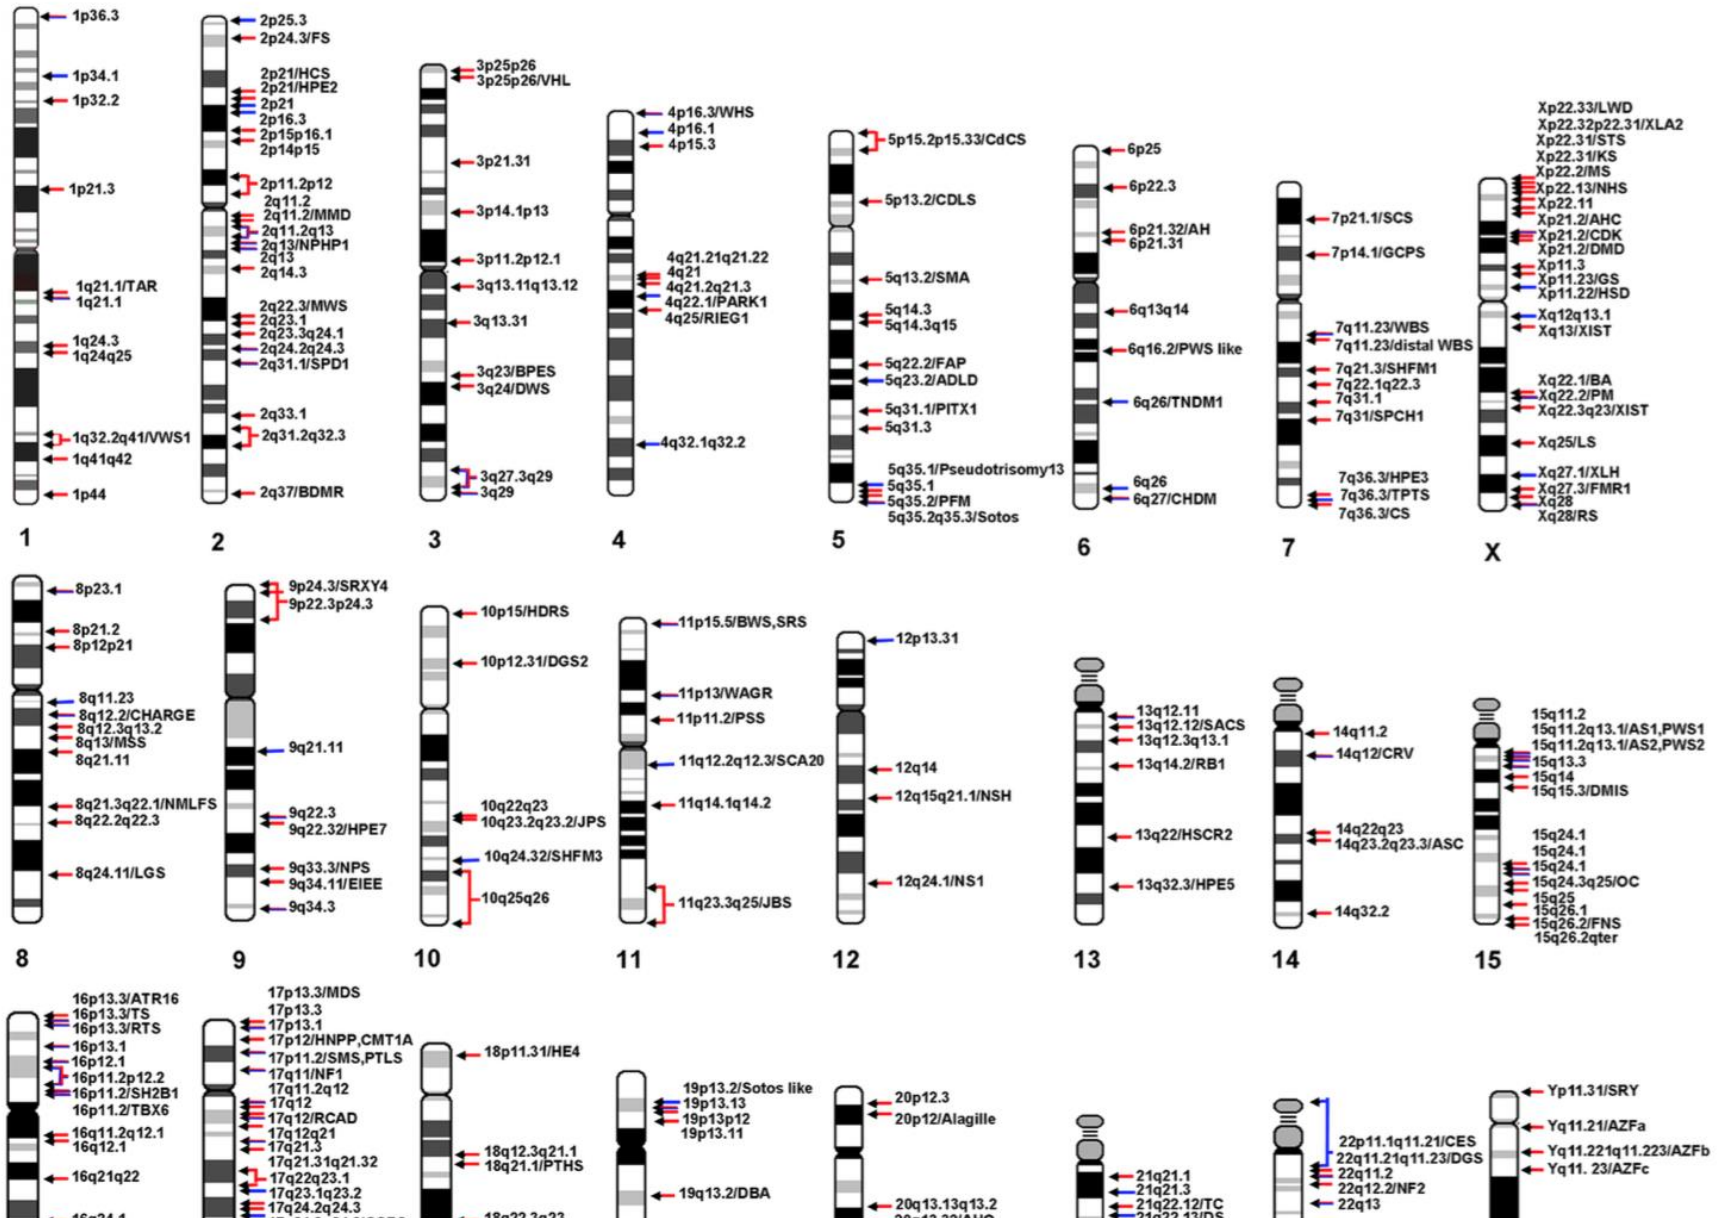 1p36.3
1p34.1
1p32.2
1p21.3
1q21.1/TAR
1q21.1
1q24.3
1q24q25
1q32.2q41/VWS1
1q41q42
1p44
1
2p25.3
2p24.3/FS
2p21/HCS
2p21/HPE2
2p21
2p16.3
2p15p16.1
2p14p15
2p11.2p12
2q11.2
2q11.2/MMD
2q11.2q13
2q13/NPHP1
2q13
2q14.3
2q22.3/MWS
2q23.1
2q23.3q24.1
2q24.2q24.3
2q31.1/SPD1
2q33.1
2q31.2q32.3
2q37/BDMR
2
3p25p26
3p25p26/VHL
3p21.31
3p14.1p13
3p11.2p12.1
3q13.11q13.12
3q13.31
3q23/BPES
3q24/DWS
3q27.3q29
3q29
3
4p16.3/WHS
4p16.1
4p15.3
4q21.21q21.22
4q21
4q21.2q21.3
4q22.1/PARK1
4q25/RIEG1
4q32.1q32.2
4
5p15.2p15.33/CdCS
5p13.2/CDLS
5q13.2/SMA
5q14.3
5q14.3q15
5q22.2/FAP
5q23.2/ADLD
5q31.1/PITX1
5q31.3
5q35.1/Pseudotrisomy13
5q35.1
5q35.2/PFM
5q35.2q35.3/Sotos
5
6p25
6p22.3
6p21.32/AH
6p21.31
6q13q14
6q16.2/PWS like
6q26/TNDM1
6q26
6q27/CHDM
6
7p21.1/SCS
7p14.1/GCPS
7q11.23/WBS
7q11.23/distal WBS
7q21.3/SHFM1
7q22.1q22.3
7q31.1
7q31/SPCH1
7q36.3/HPE3
7q36.3/TPTS
7q36.3/CS
7
Xp22.33/LWD
Xp22.32p22.31/XLA2
Xp22.31/STS
Xp22.31/KS
Xp22.2/MS
Xp22.13/NHS
Xp22.11
Xp21.2/AHC
Xp21.2/CDK
Xp21.2/DMD
Xp11.3
Xp11.23/GS
Xp11.22/HSD
Xq12q13.1
Xq13/XIST
Xq22.1/BA
Xq22.2/PM
Xq22.3q23/XIST
Xq25/LS
Xq27.1/XLH
Xq27.3/FMR1
Xq28
Xq28/RS
X
8p23.1
8p21.2
8p12p21
8q11.23
8q12.2/CHARGE
8q12.3q13.2
8q13/MSS
8q21.11
8q21.3q22.1/NMLFS
8q22.2q22.3
8q24.11/LGS
8
9p24.3/SRXY4
9p22.3p24.3
9q21.11
9q22.3
9q22.32/HPE7
9q33.3/NPS
9q34.11/EIEE
9q34.3
9
10p15/HDRS
10p12.31/DGS2
10q22q23
10q23.2q23.2/JPS
10q24.32/SHFM3
10q25q26
10
11p15.5/BWS,SRS
11p13/WAGR
11p11.2/PSS
11q12.2q12.3/SCA20
11q14.1q14.2
11q23.3q25/JBS
11
12p13.31
12q14
12q15q21.1/NSH
12q24.1/NS1
12
13q12.11
13q12.12/SACS
13q12.3q13.1
13q14.2/RB1
13q22/HSCR2
13q32.3/HPE5
13
14q11.2
14q12/CRV
14q22q23
14q23.2q23.3/ASC
14q32.2
14
15q11.2
15q11.2q13.1/AS1,PWS1
15q11.2q13.1/AS2,PWS2
15q13.3
15q14
15q15.3/DMIS
15q24.1
15q24.1
15q24.1
15q24.3q25/OC
15q25
15q26.1
15q26.2/FNS
15q26.2qter
15
16p13.3/ATR16
16p13.3/TS
16p13.3/RTS
16p13.1
16p12.1
16p11.2p12.2
16p11.2/SH2B1
16p11.2/TBX6
16q11.2q12.1
16q12.1
16q21q22
17p13.3/MDS
17p13.3
17p13.1
17p12/HNPP,CMT1A
17p11.2/SMS,PTLS
17q11/NF1
17q11.2q12
17q12
17q12/RCAD
17q12q21
17q21.3
17q21.31q21.32
17q22q23.1
17q23.1q23.2
17q24.2q24.3
18p11.31/HE4
18q12.3q21.1
18q21.1/PTHS
19p13.2/Sotos like
19p13.13
19p13p12
19p13.11
19q13.2/DBA
20p12.3
20p12/Alagille
20q13.13q13.2
21q21.1
21q21.3
21q22.12/TC
22p11.1q11.21/CES
22q11.21q11.23/DGS
22q11.2
22q12.2/NF2
22q13
Yp11.31/SRY
Yq11.21/AZFa
Yq11.221q11.223/AZFb
Yq11. 23/AZFc